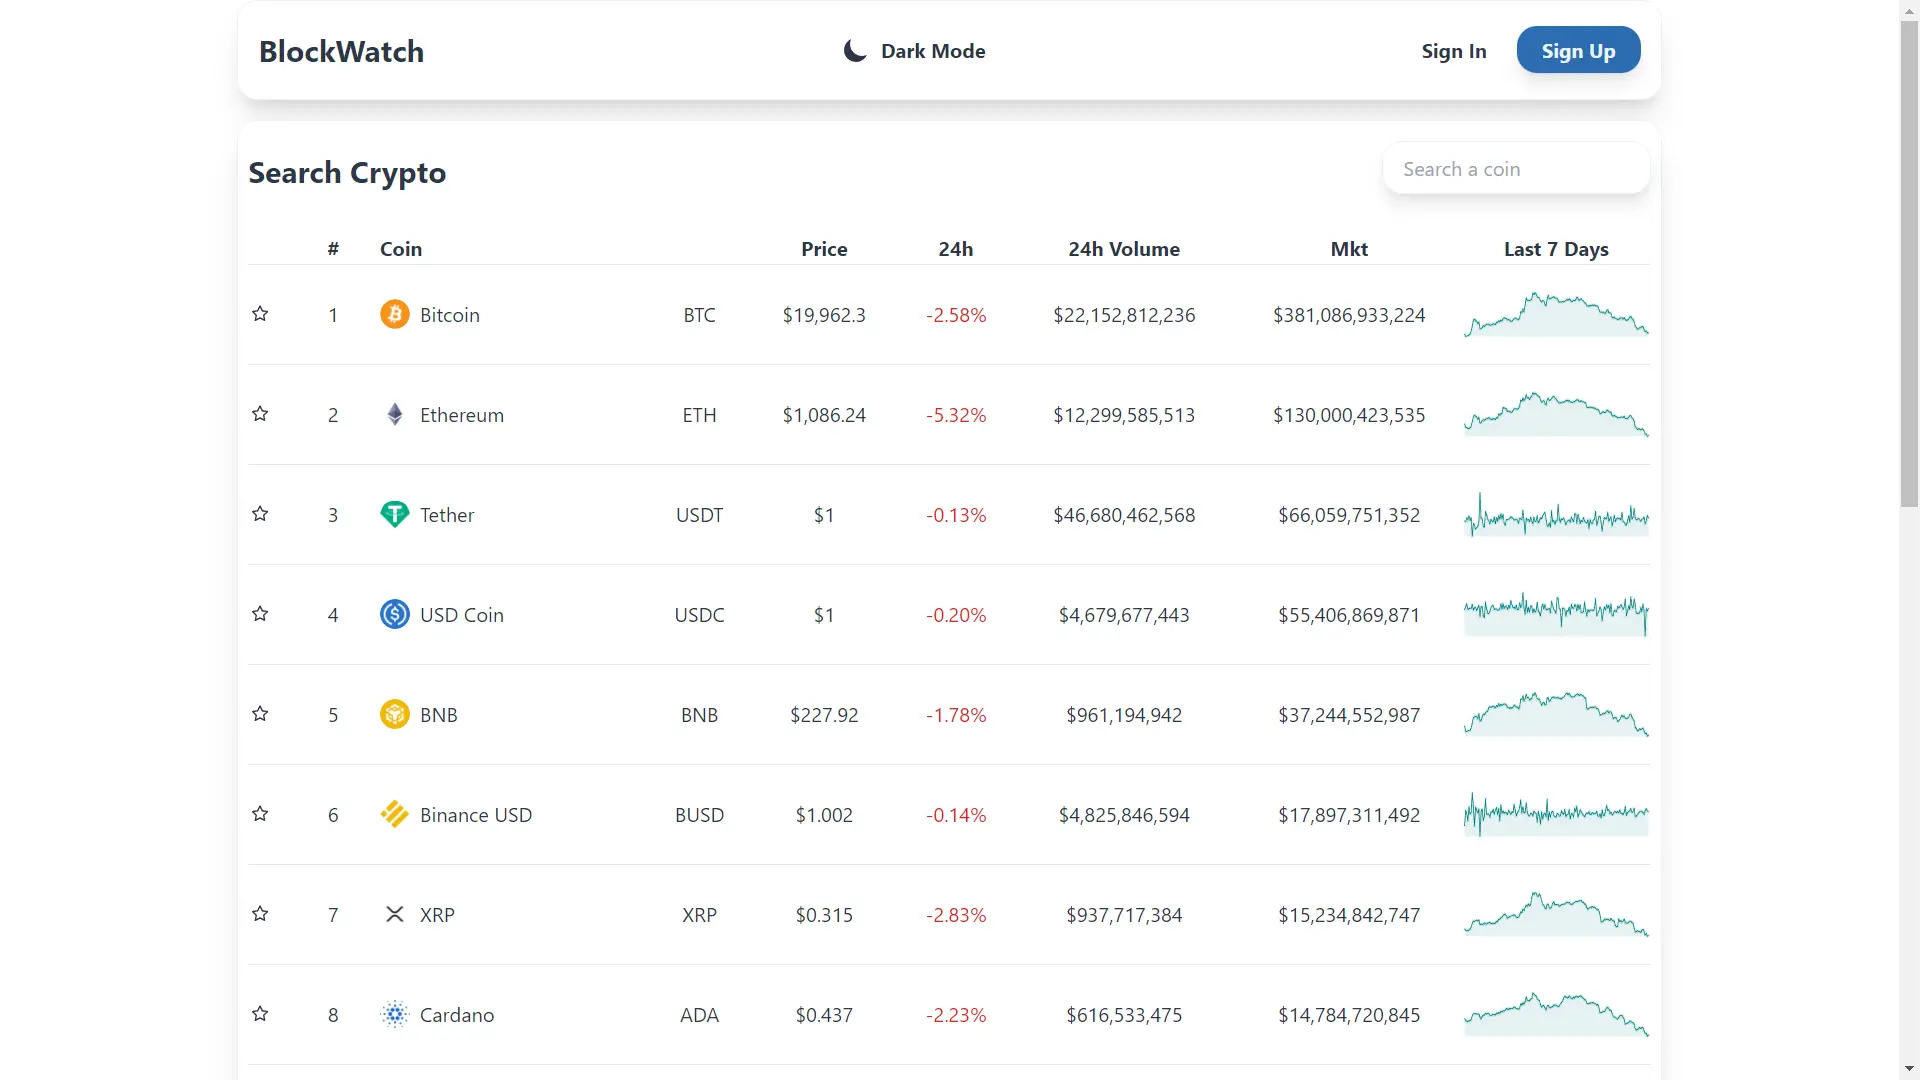 BlockWatch Dark Mode Sign In Sign Up
Search Crypto Search a coin
# Coin Price 24h 24h Volume Mkt Last 7 Days
1 Bitcoin BTC $19,962.3 -2.58% $22,152,812,236 $381,086,933,224
2 Ethereum ETH $1,086.24 -5.32% $12,299,585,513 $130,000,423,535
3 Tether USDT $1 -0.13% $46,680,462,568 $66,059,751,352
4 USD Coin USDC $1 -0.20% $4,679,677,443 $55,406,869,871
5 BNB BNB $227.92 -1.78% $961,194,942 $37,244,552,987
6 Binance USD BUSD $1.002 -0.14% $4,825,846,594 $17,897,311,492
7 XRP XRP $0.315 -2.83% $937,717,384 $15,234,842,747
8 Cardano ADA $0.437 -2.23% $616,533,475 $14,784,720,845